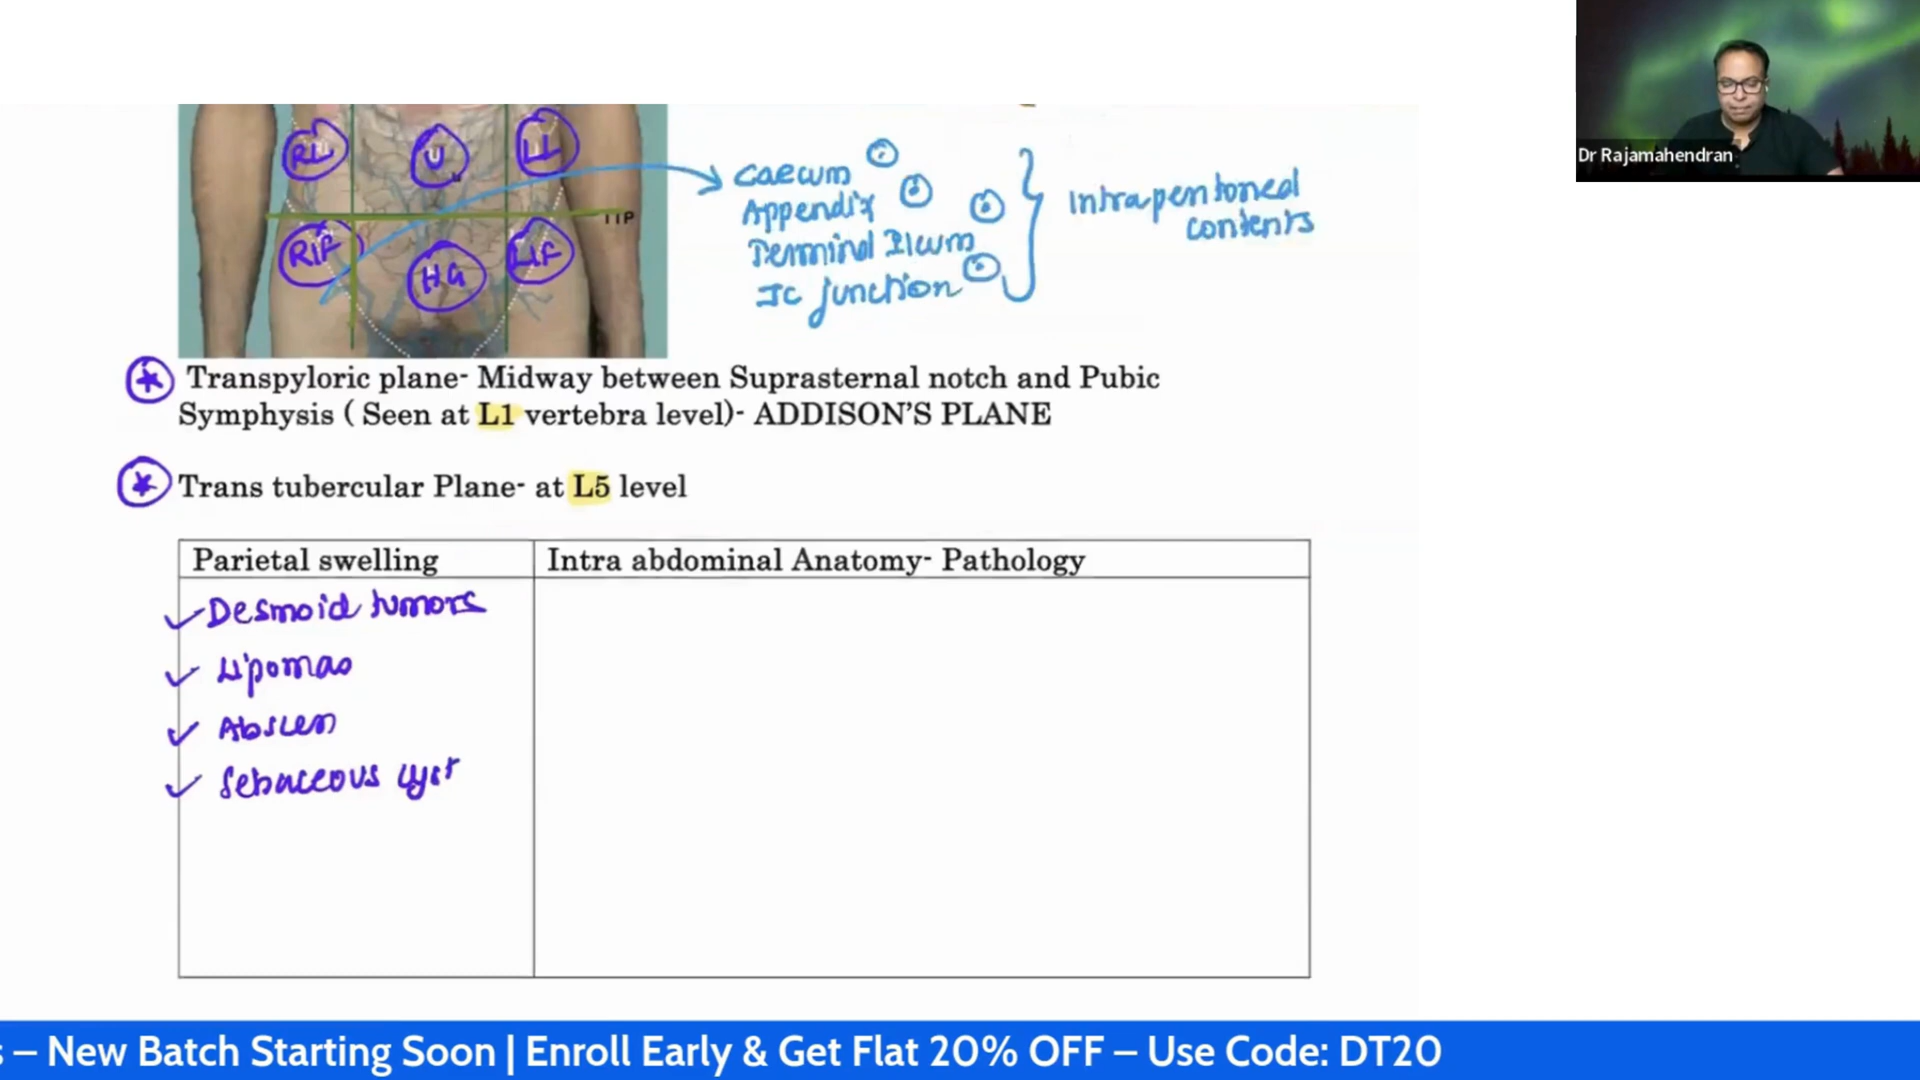 Dr Rajamahendran
RL U LL
TTP
RIF HG LIF
Caecum
Appendix
Terminal Ileum
Ic junction
Intraperitoneal
contents
Transpyloric plane- Midway between Suprasternal notch and Pubic
Symphysis ( Seen at L1 vertebra level)- ADDISON'S PLANE
Trans tubercular Plane- at L5 level
Parietal swelling
Intra abdominal Anatomy- Pathology
Desmoid tumors
Lipomas
Abscess
Sebaceous cyst
– New Batch Starting Soon | Enroll Early & Get Flat 20% OFF – Use Code: DT20